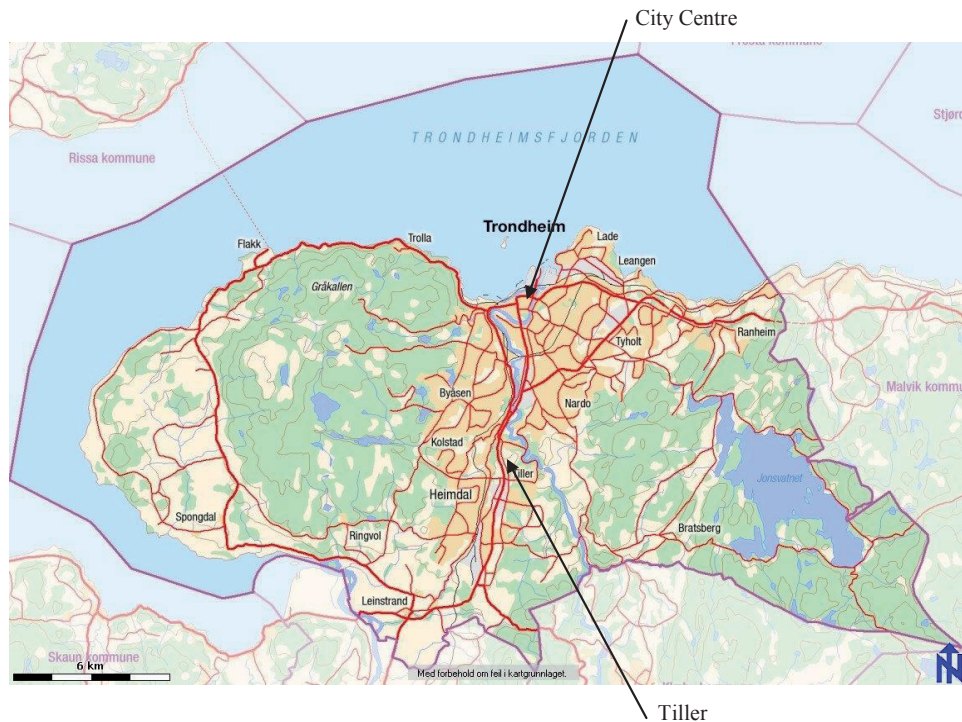 City Centre
Frosta kommune
TRONDHEIMSFJORDEN
Stjørd
Rissa kommune
Trondheim
Lade
Trolla
Flakk
Leangen
Gråkallen
Ranheim
Tyholt
Malvik kommu
Byåsen
Nardo
Kolstad
Tiller
Heimdal
Jonsvatnet
Spongdal
Bratsberg
Ringvol
Leinstrand
Skaun kommune
6 km
Med forbehold om feil i kartgrunnlaget.
N
Tiller